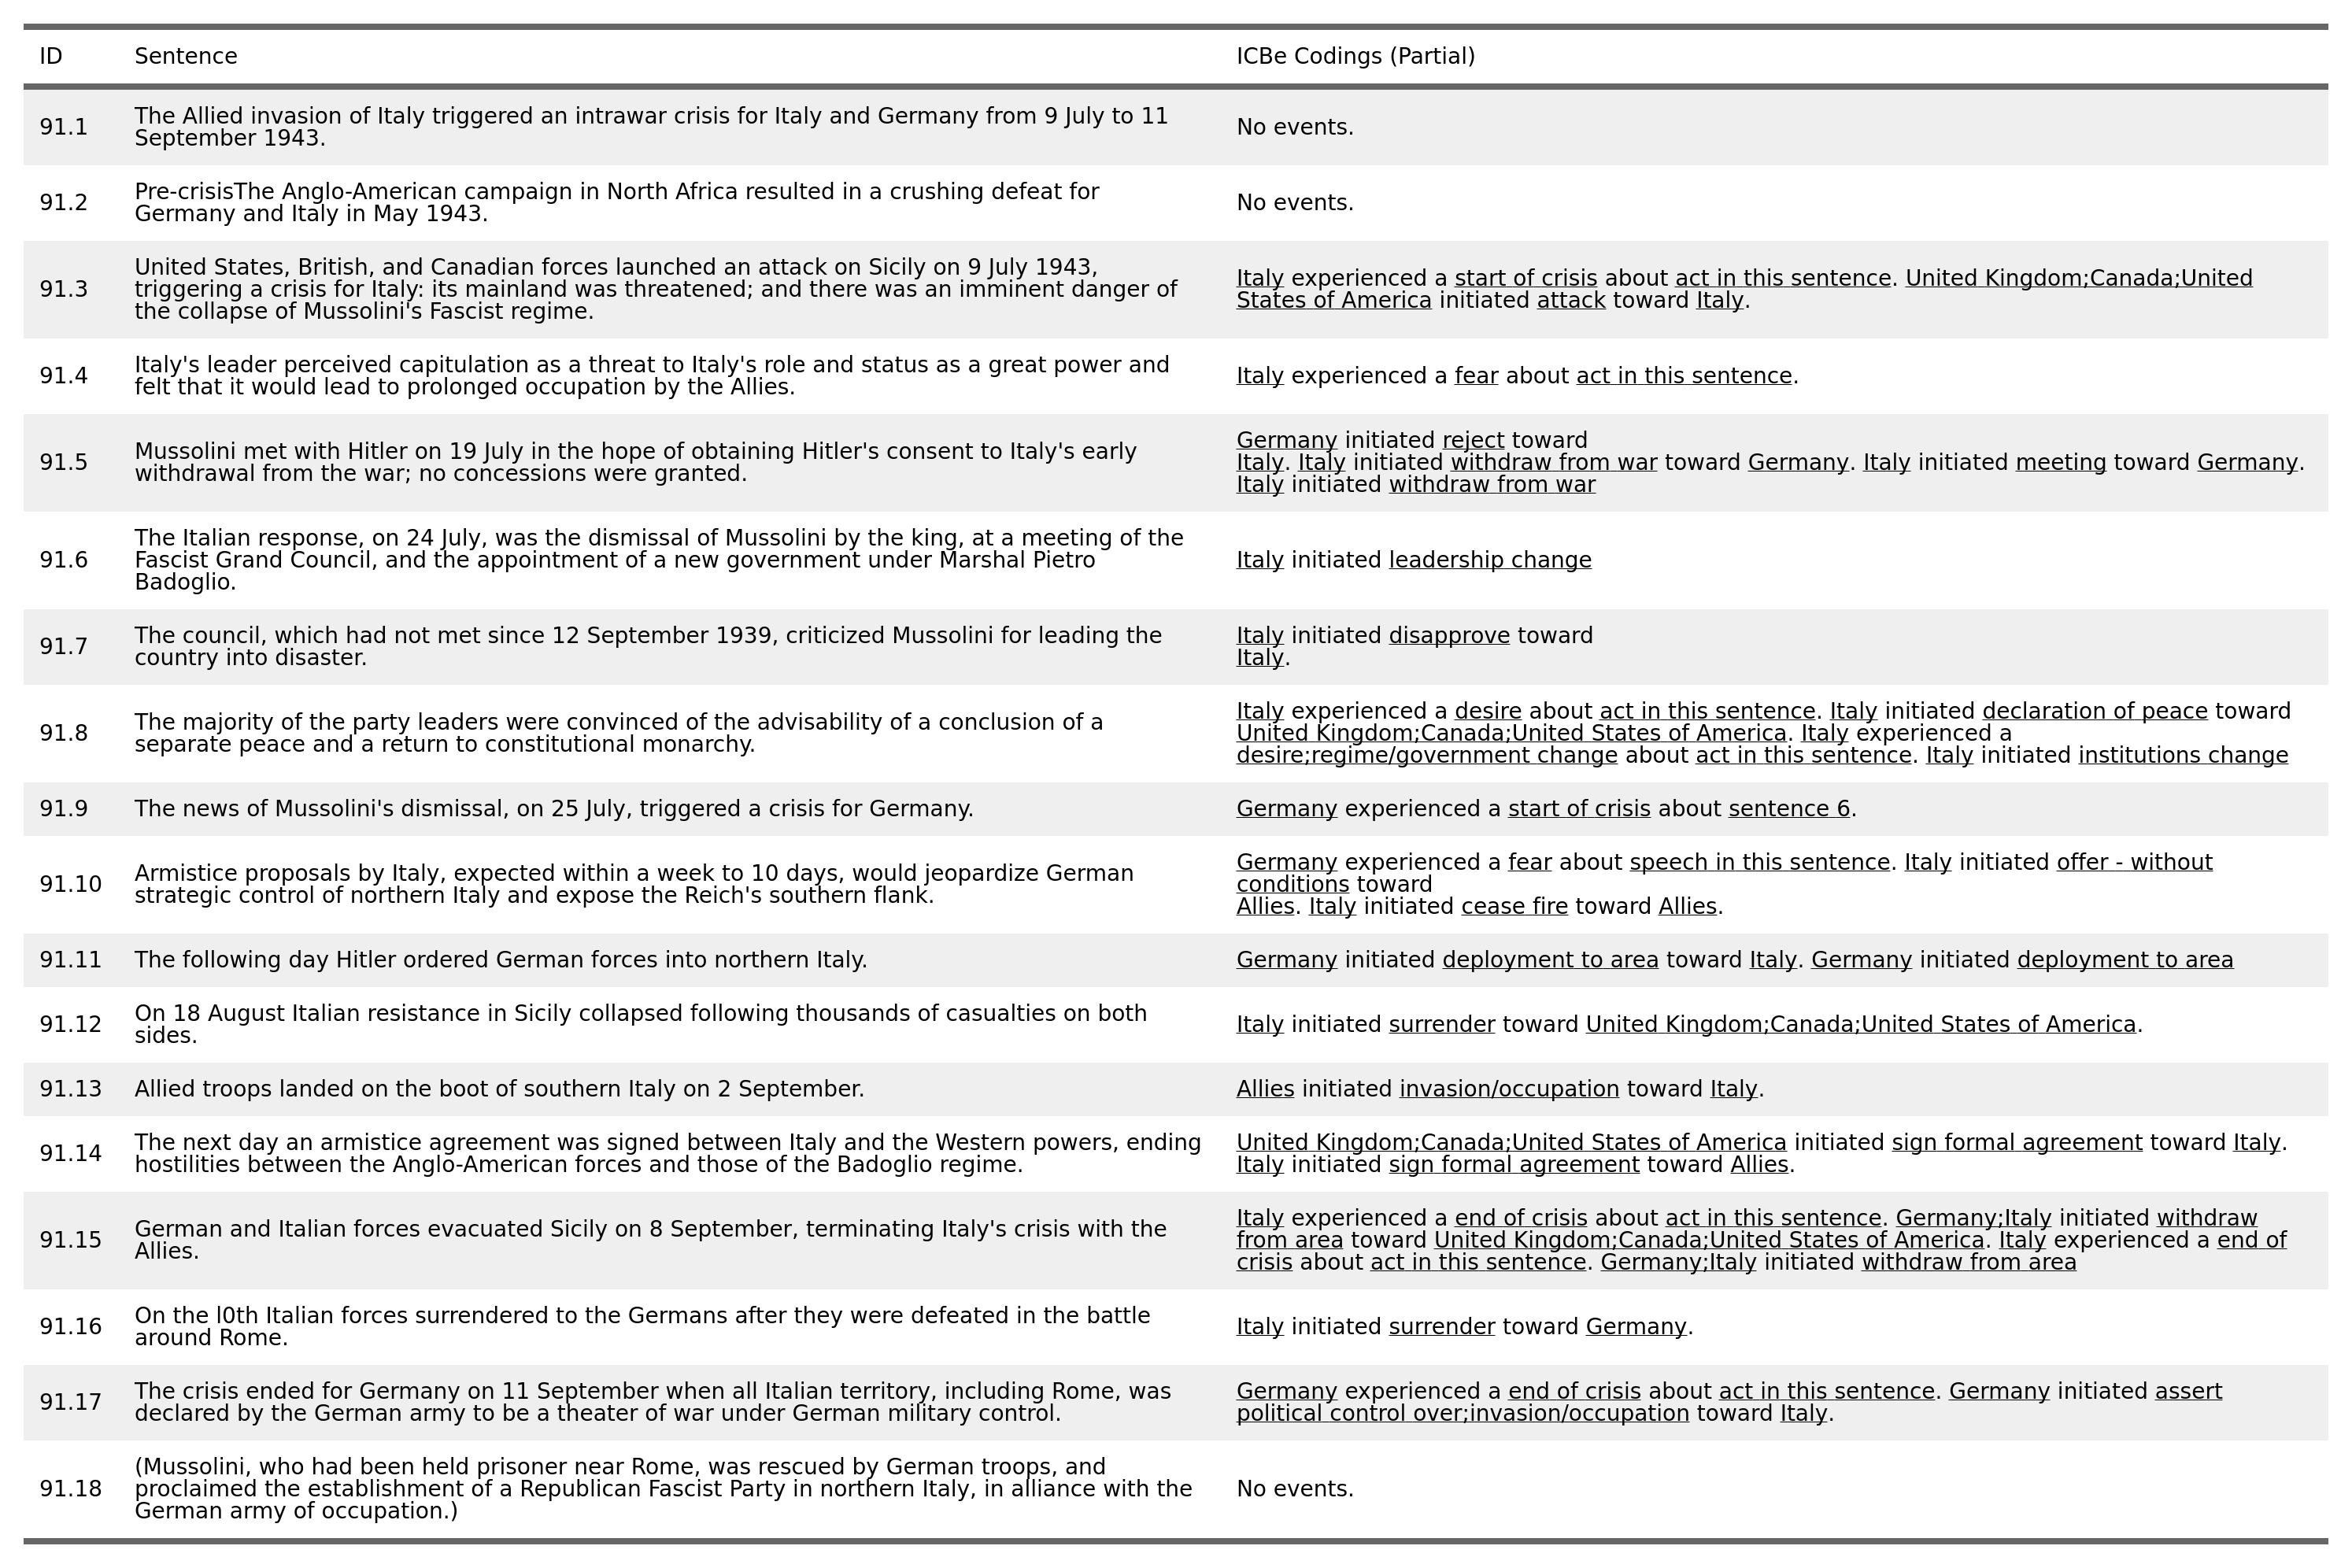 ID Sentence ICBe Codings (Partial)
91.1 The Allied invasion of Italy triggered an intrawar crisis for Italy and Germany from 9 July to 11
September 1943.
No events.
91.2 Pre-crisisThe Anglo-American campaign in North Africa resulted in a crushing defeat for
Germany and Italy in May 1943.
No events.
91.3 United States, British, and Canadian forces launched an attack on Sicily on 9 July 1943,
triggering a crisis for Italy: its mainland was threatened; and there was an imminent danger of
the collapse of Mussolini's Fascist regime.
Italy experienced a start of crisis about act in this sentence. United Kingdom;Canada;United
States of America initiated attack toward Italy.
91.4 Italy's leader perceived capitulation as a threat to Italy's role and status as a great power and
felt that it would lead to prolonged occupation by the Allies.
Italy experienced a fear about act in this sentence.
91.5 Mussolini met with Hitler on 19 July in the hope of obtaining Hitler's consent to Italy's early
withdrawal from the war; no concessions were granted.
Germany initiated reject toward
Italy. Italy initiated withdraw from war toward Germany. Italy initiated meeting toward Germany.
Italy initiated withdraw from war
91.6 The Italian response, on 24 July, was the dismissal of Mussolini by the king, at a meeting of the
Fascist Grand Council, and the appointment of a new government under Marshal Pietro
Badoglio.
Italy initiated leadership change
91.7 The council, which had not met since 12 September 1939, criticized Mussolini for leading the
country into disaster.
Italy initiated disapprove toward
Italy.
91.8 The majority of the party leaders were convinced of the advisability of a conclusion of a
separate peace and a return to constitutional monarchy.
Italy experienced a desire about act in this sentence. Italy initiated declaration of peace toward
United Kingdom;Canada;United States of America. Italy experienced a
desire;regime/government change about act in this sentence. Italy initiated institutions change
91.9 The news of Mussolini's dismissal, on 25 July, triggered a crisis for Germany.
Germany experienced a start of crisis about sentence 6.
91.10 Armistice proposals by Italy, expected within a week to 10 days, would jeopardize German
strategic control of northern Italy and expose the Reich's southern flank.
Germany experienced a fear about speech in this sentence. Italy initiated offer - without
conditions toward
Allies. Italy initiated cease fire toward Allies.
91.11 The following day Hitler ordered German forces into northern Italy.
Germany initiated deployment to area toward Italy. Germany initiated deployment to area
91.12 On 18 August Italian resistance in Sicily collapsed following thousands of casualties on both
sides.
Italy initiated surrender toward United Kingdom;Canada;United States of America.
91.13 Allied troops landed on the boot of southern Italy on 2 September.
Allies initiated invasion/occupation toward Italy.
91.14 The next day an armistice agreement was signed between Italy and the Western powers, ending
hostilities between the Anglo-American forces and those of the Badoglio regime.
United Kingdom;Canada;United States of America initiated sign formal agreement toward Italy.
Italy initiated sign formal agreement toward Allies.
91.15 German and Italian forces evacuated Sicily on 8 September, terminating Italy's crisis with the
Allies.
Italy experienced a end of crisis about act in this sentence. Germany;Italy initiated withdraw
from area toward United Kingdom;Canada;United States of America. Italy experienced a end of
crisis about act in this sentence. Germany;Italy initiated withdraw from area
91.16 On the l0th Italian forces surrendered to the Germans after they were defeated in the battle
around Rome.
Italy initiated surrender toward Germany.
91.17 The crisis ended for Germany on 11 September when all Italian territory, including Rome, was
declared by the German army to be a theater of war under German military control.
Germany experienced a end of crisis about act in this sentence. Germany initiated assert
political control over;invasion/occupation toward Italy.
91.18 (Mussolini, who had been held prisoner near Rome, was rescued by German troops, and
proclaimed the establishment of a Republican Fascist Party in northern Italy, in alliance with the
German army of occupation.)
No events.